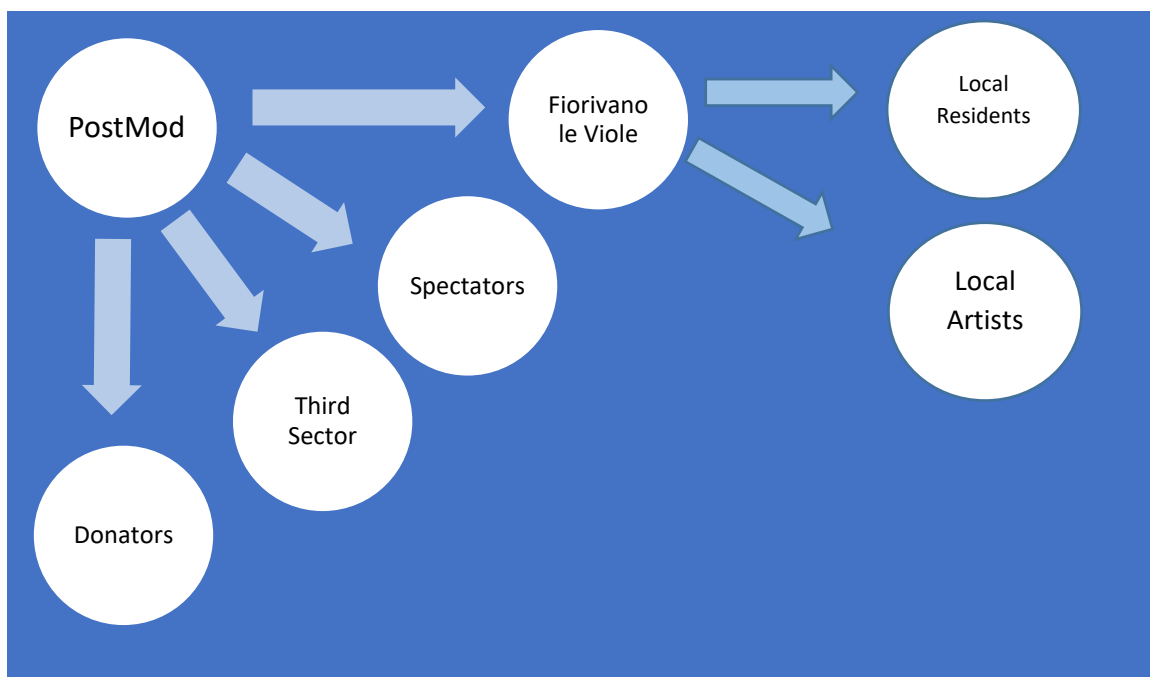 PostMod
Fiorivano
le Viole
Local
Residents
Spectators
Local
Artists
Third
Sector
Donators